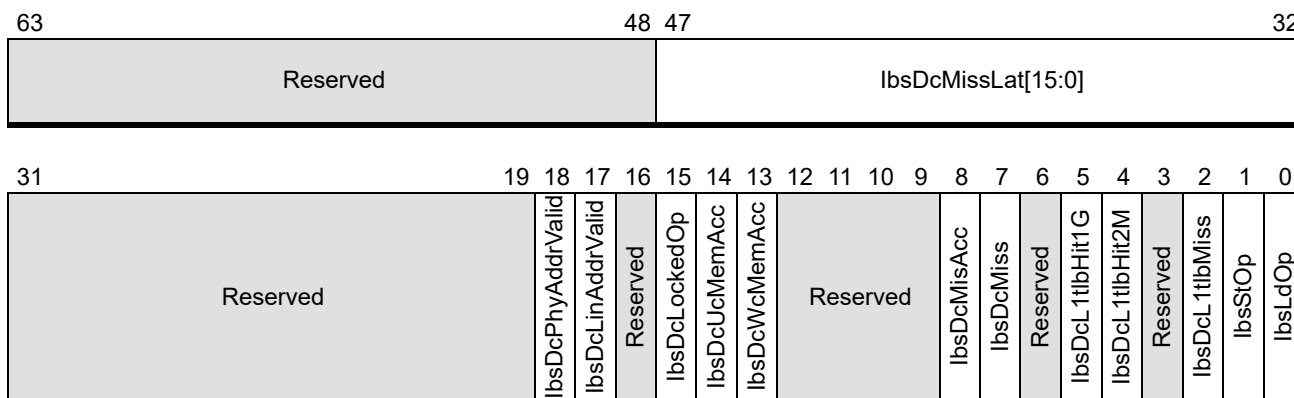 63 48 47 32
Reserved IbsDcMissLat[15:0]
31 19 18 17 16 15 14 13 12 11 10 9 8 7 6 5 4 3 2 1 0
Reserved
IbsDcPhyAddrValid
IbsDcLinAddrValid
Reserved
IbsDcLockedOp
IbsDcUcMemAcc
IbsDcWcMemAcc
Reserved
IbsDcMisAcc
IbsDcMiss
Reserved
IbsDcL1tlbHit1G
IbsDcL1tlbHit2M
Reserved
IbsDcL1tlbMiss
IbsStOp
IbsLdOp